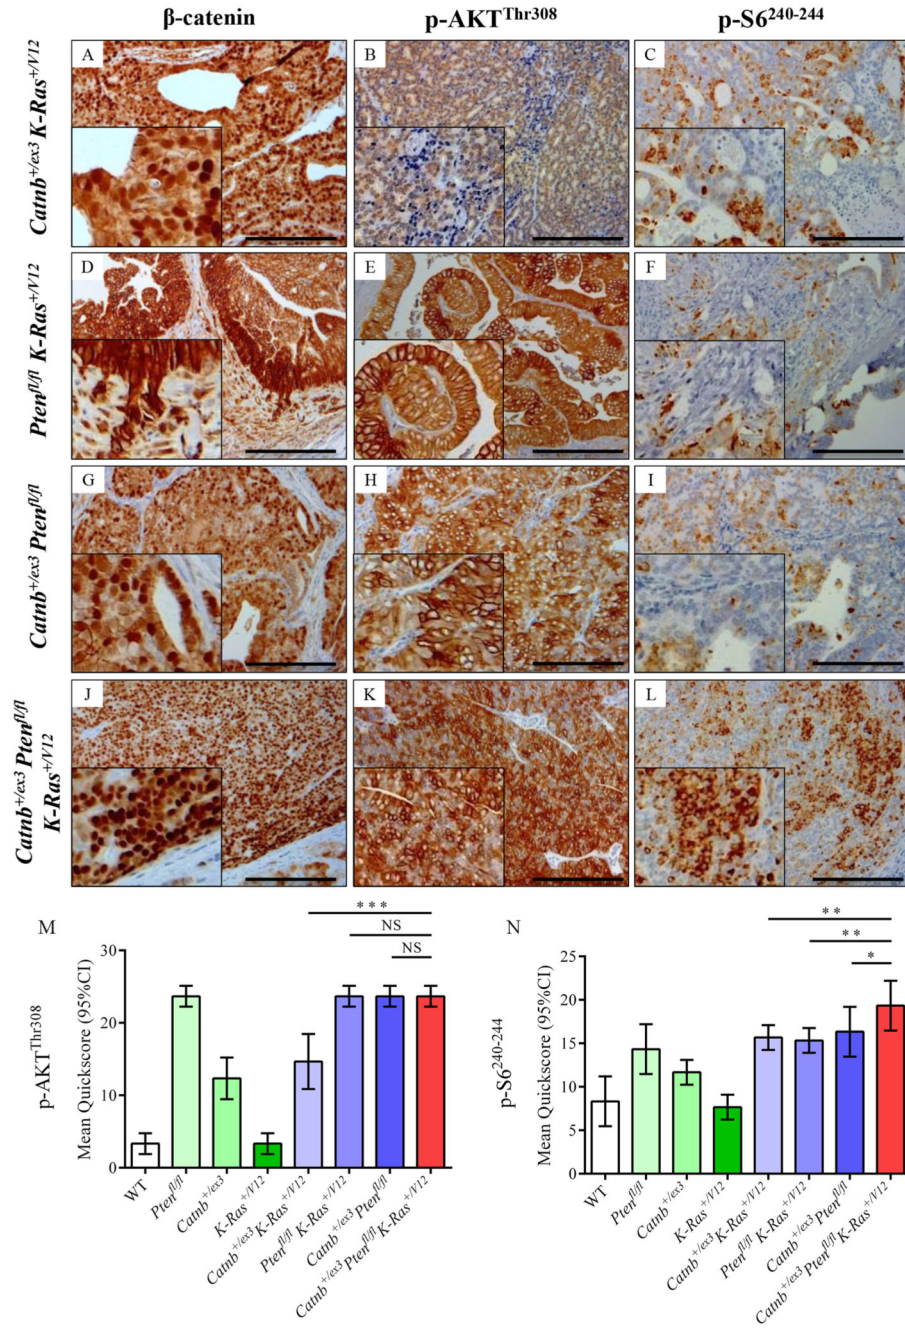 β-catenin p-AKTᵀʰʳ³⁰⁸ p-S6²⁴⁰⁻²⁴⁴
Catnb⁺/ᵉˣ³ K-Ras⁺/ⱽ¹²
A B C
Ptenᶠˡ/ᶠˡ K-Ras⁺/ⱽ¹²
D E F
Catnb⁺/ᵉˣ³ Ptenᶠˡ/ᶠˡ
G H I
Catnb⁺/ᵉˣ³ Ptenᶠˡ/ᶠˡ
K-Ras⁺/ⱽ¹²
J K L
M
***
NS
NS
p-AKTᵀʰʳ³⁰⁸
Mean Quickscore (95%CI)
30
20
10
0
WT
Ptenᶠˡ/ᶠˡ
Catnb⁺/ᵉˣ³
K-Ras⁺/ⱽ¹²
Catnb⁺/ᵉˣ³ K-Ras⁺/ⱽ¹²
Ptenᶠˡ/ᶠˡ K-Ras⁺/ⱽ¹²
Catnb⁺/ᵉˣ³ Ptenᶠˡ/ᶠˡ
Catnb⁺/ᵉˣ³ Ptenᶠˡ/ᶠˡ K-Ras⁺/ⱽ¹²
N
**
**
*
p-S6²⁴⁰⁻²⁴⁴
Mean Quickscore (95%CI)
25
20
15
10
5
0
WT
Ptenᶠˡ/ᶠˡ
Catnb⁺/ᵉˣ³
K-Ras⁺/ⱽ¹²
Catnb⁺/ᵉˣ³ K-Ras⁺/ⱽ¹²
Ptenᶠˡ/ᶠˡ K-Ras⁺/ⱽ¹²
Catnb⁺/ᵉˣ³ Ptenᶠˡ/ᶠˡ
Catnb⁺/ᵉˣ³ Ptenᶠˡ/ᶠˡ K-Ras⁺/ⱽ¹²